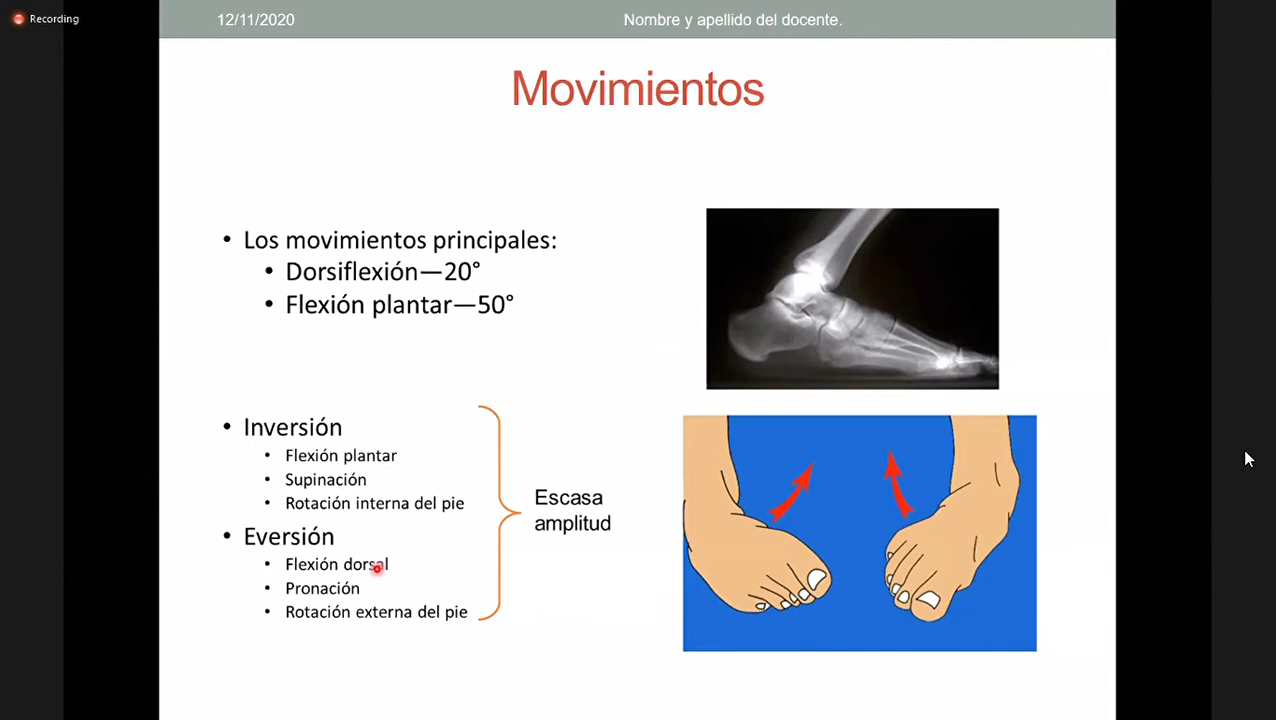 Recording
12/11/2020
Nombre y apellido del docente.
Movimientos
• Los movimientos principales:
• Dorsiflexión—20°
• Flexión plantar—50°
• Inversión
• Flexión plantar
• Supinación
• Rotación interna del pie
• Eversión
• Flexión dorsal
• Pronación
• Rotación externa del pie
Escasa
amplitud